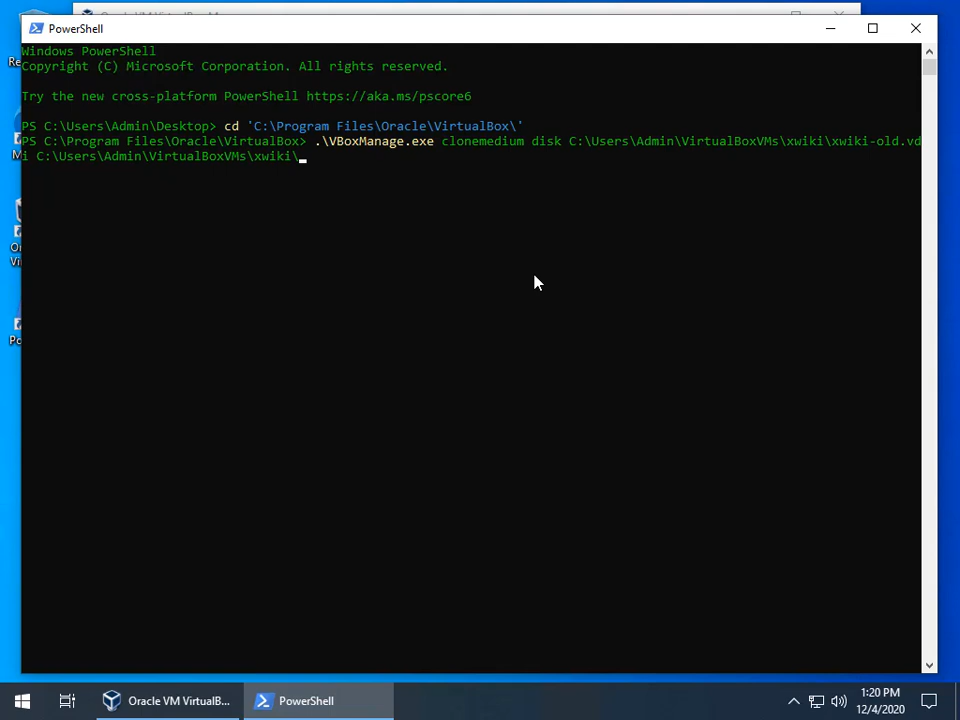 PowerShell
Windows PowerShell
Copyright (C) Microsoft Corporation. All rights reserved.
Try the new cross-platform PowerShell https://aka.ms/pscore6
PS C:\Users\Admin\Desktop> cd 'C:\Program Files\Oracle\VirtualBox\'
PS C:\Program Files\Oracle\VirtualBox> .\VBoxManage.exe clonemedium disk C:\Users\Admin\VirtualBoxVMs\xwiki\xwiki-old.vd
i C:\Users\Admin\VirtualBoxVMs\xwiki\
Oracle VM VirtualB...
PowerShell
1:20 PM
12/4/2020